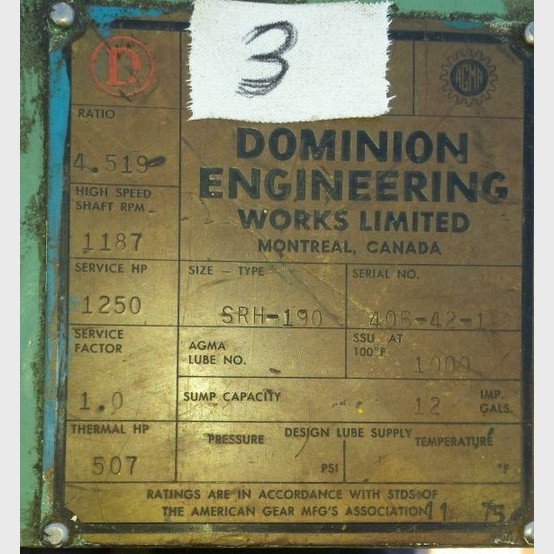 3
D
AGMA
RATIO
4.519
DOMINION
ENGINEERING
WORKS LIMITED
MONTREAL, CANADA
HIGH SPEED
SHAFT RPM
1187
SERVICE HP
1250
SIZE - TYPE
SRH-190
SERIAL NO.
SERVICE
FACTOR
1.0
AGMA
LUBE NO.
SSU AT
100°F
1000
SUMP CAPACITY
12
IMP.
GALS.
THERMAL HP
507
DESIGN LUBE SUPPLY
PRESSURE
PSI
TEMPERATURE
°F
RATINGS ARE IN ACCORDANCE WITH STDS OF
THE AMERICAN GEAR MFG'S ASSOCIATION 11 75